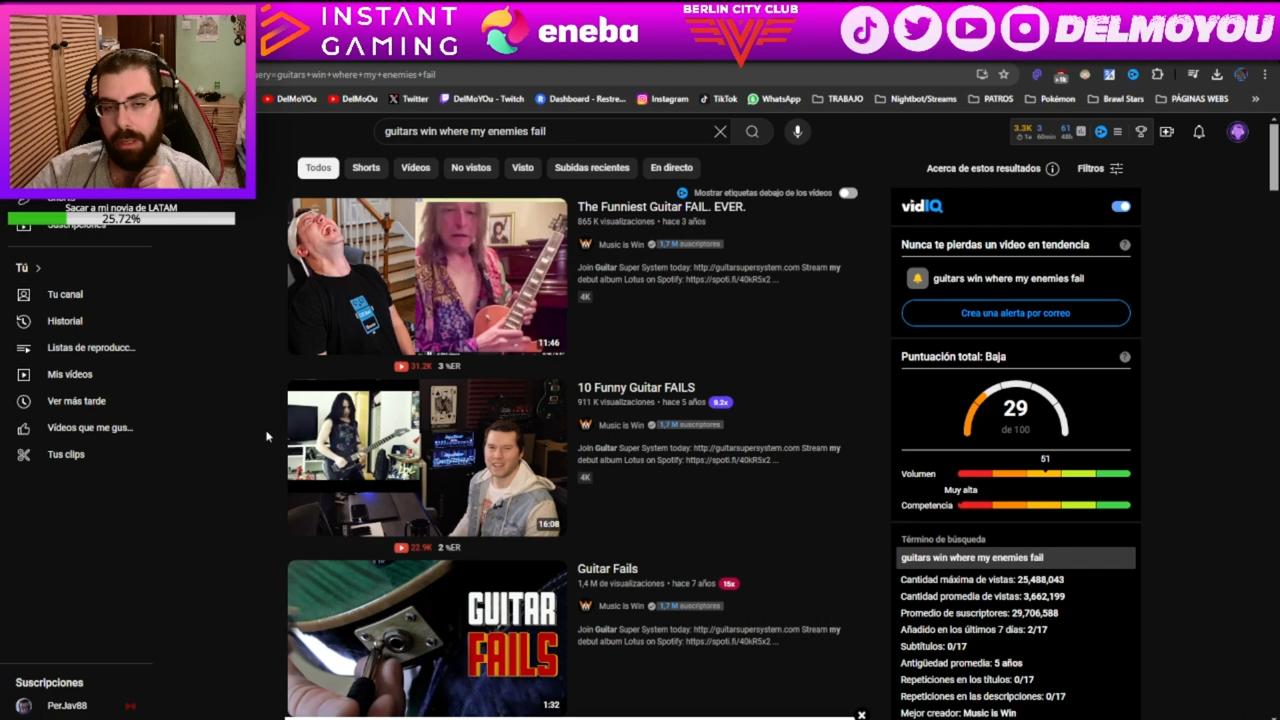 INSTANT GAMING
eneba
BERLIN CITY CLUB
DELMOYOU
query=guitars+win+where+my+enemies+fail
DelMoYOu
DelMoOu
Twitter
DelMoYOu - Twitch
Dashboard - Restre...
Instagram
TikTok
WhatsApp
TRABAJO
Nightbot/Streams
PATROS
Pokémon
Brawl Stars
PÁGINAS WEBS
»
guitars win where my enemies fail
3.3K 3 61
1a 60min 48h
Todos
Shorts
Vídeos
No vistos
Visto
Subidas recientes
En directo
Acerca de estos resultados
Filtros
Shorts
Sacar a mi novia de LATAM
25.72%
Suscripciones
Tú
Tu canal
Historial
Listas de reproducc...
Mis vídeos
Ver más tarde
Vídeos que me gus...
Tus clips
Suscripciones
PerJav88
Mostrar etiquetas debajo de los vídeos
The Funniest Guitar FAIL. EVER.
865 K visualizaciones • hace 3 años
Music is Win 1,7 M suscriptores
Join Guitar Super System today: http://guitarsupersystem.com Stream my
debut album Lotus on Spotify: https://spoti.fi/40kR5x2 ...
4K
11:46
31.2K 3 %ER
10 Funny Guitar FAILS
911 K visualizaciones • hace 5 años 9.2x
Music is Win 1,7 M suscriptores
Join Guitar Super System today: http://guitarsupersystem.com Stream my
debut album Lotus on Spotify: https://spoti.fi/40kR5x2 ...
4K
16:08
22.9K 2 %ER
Guitar Fails
1,4 M de visualizaciones • hace 7 años 15x
Music is Win 1,7 M suscriptores
Join Guitar Super System today: http://guitarsupersystem.com Stream my
debut album Lotus on Spotify: https://spoti.fi/40kR5x2 ...
GUITAR
FAILS
1:32
vidIQ
Nunca te pierdas un video en tendencia
guitars win where my enemies fail
Crea una alerta por correo
Puntuación total: Baja
29
de 100
51
Volumen
Muy alta
Competencia
Término de búsqueda
guitars win where my enemies fail
Cantidad máxima de vistas: 25,488,043
Cantidad promedia de vistas: 3,662,199
Promedio de suscriptores: 29,706,588
Añadido en los últimos 7 días: 2/17
Subtítulos: 0/17
Antigüedad promedia: 5 años
Repeticiones en los títulos: 0/17
Repeticiones en las descripciones: 0/17
Mejor creador: Music is Win